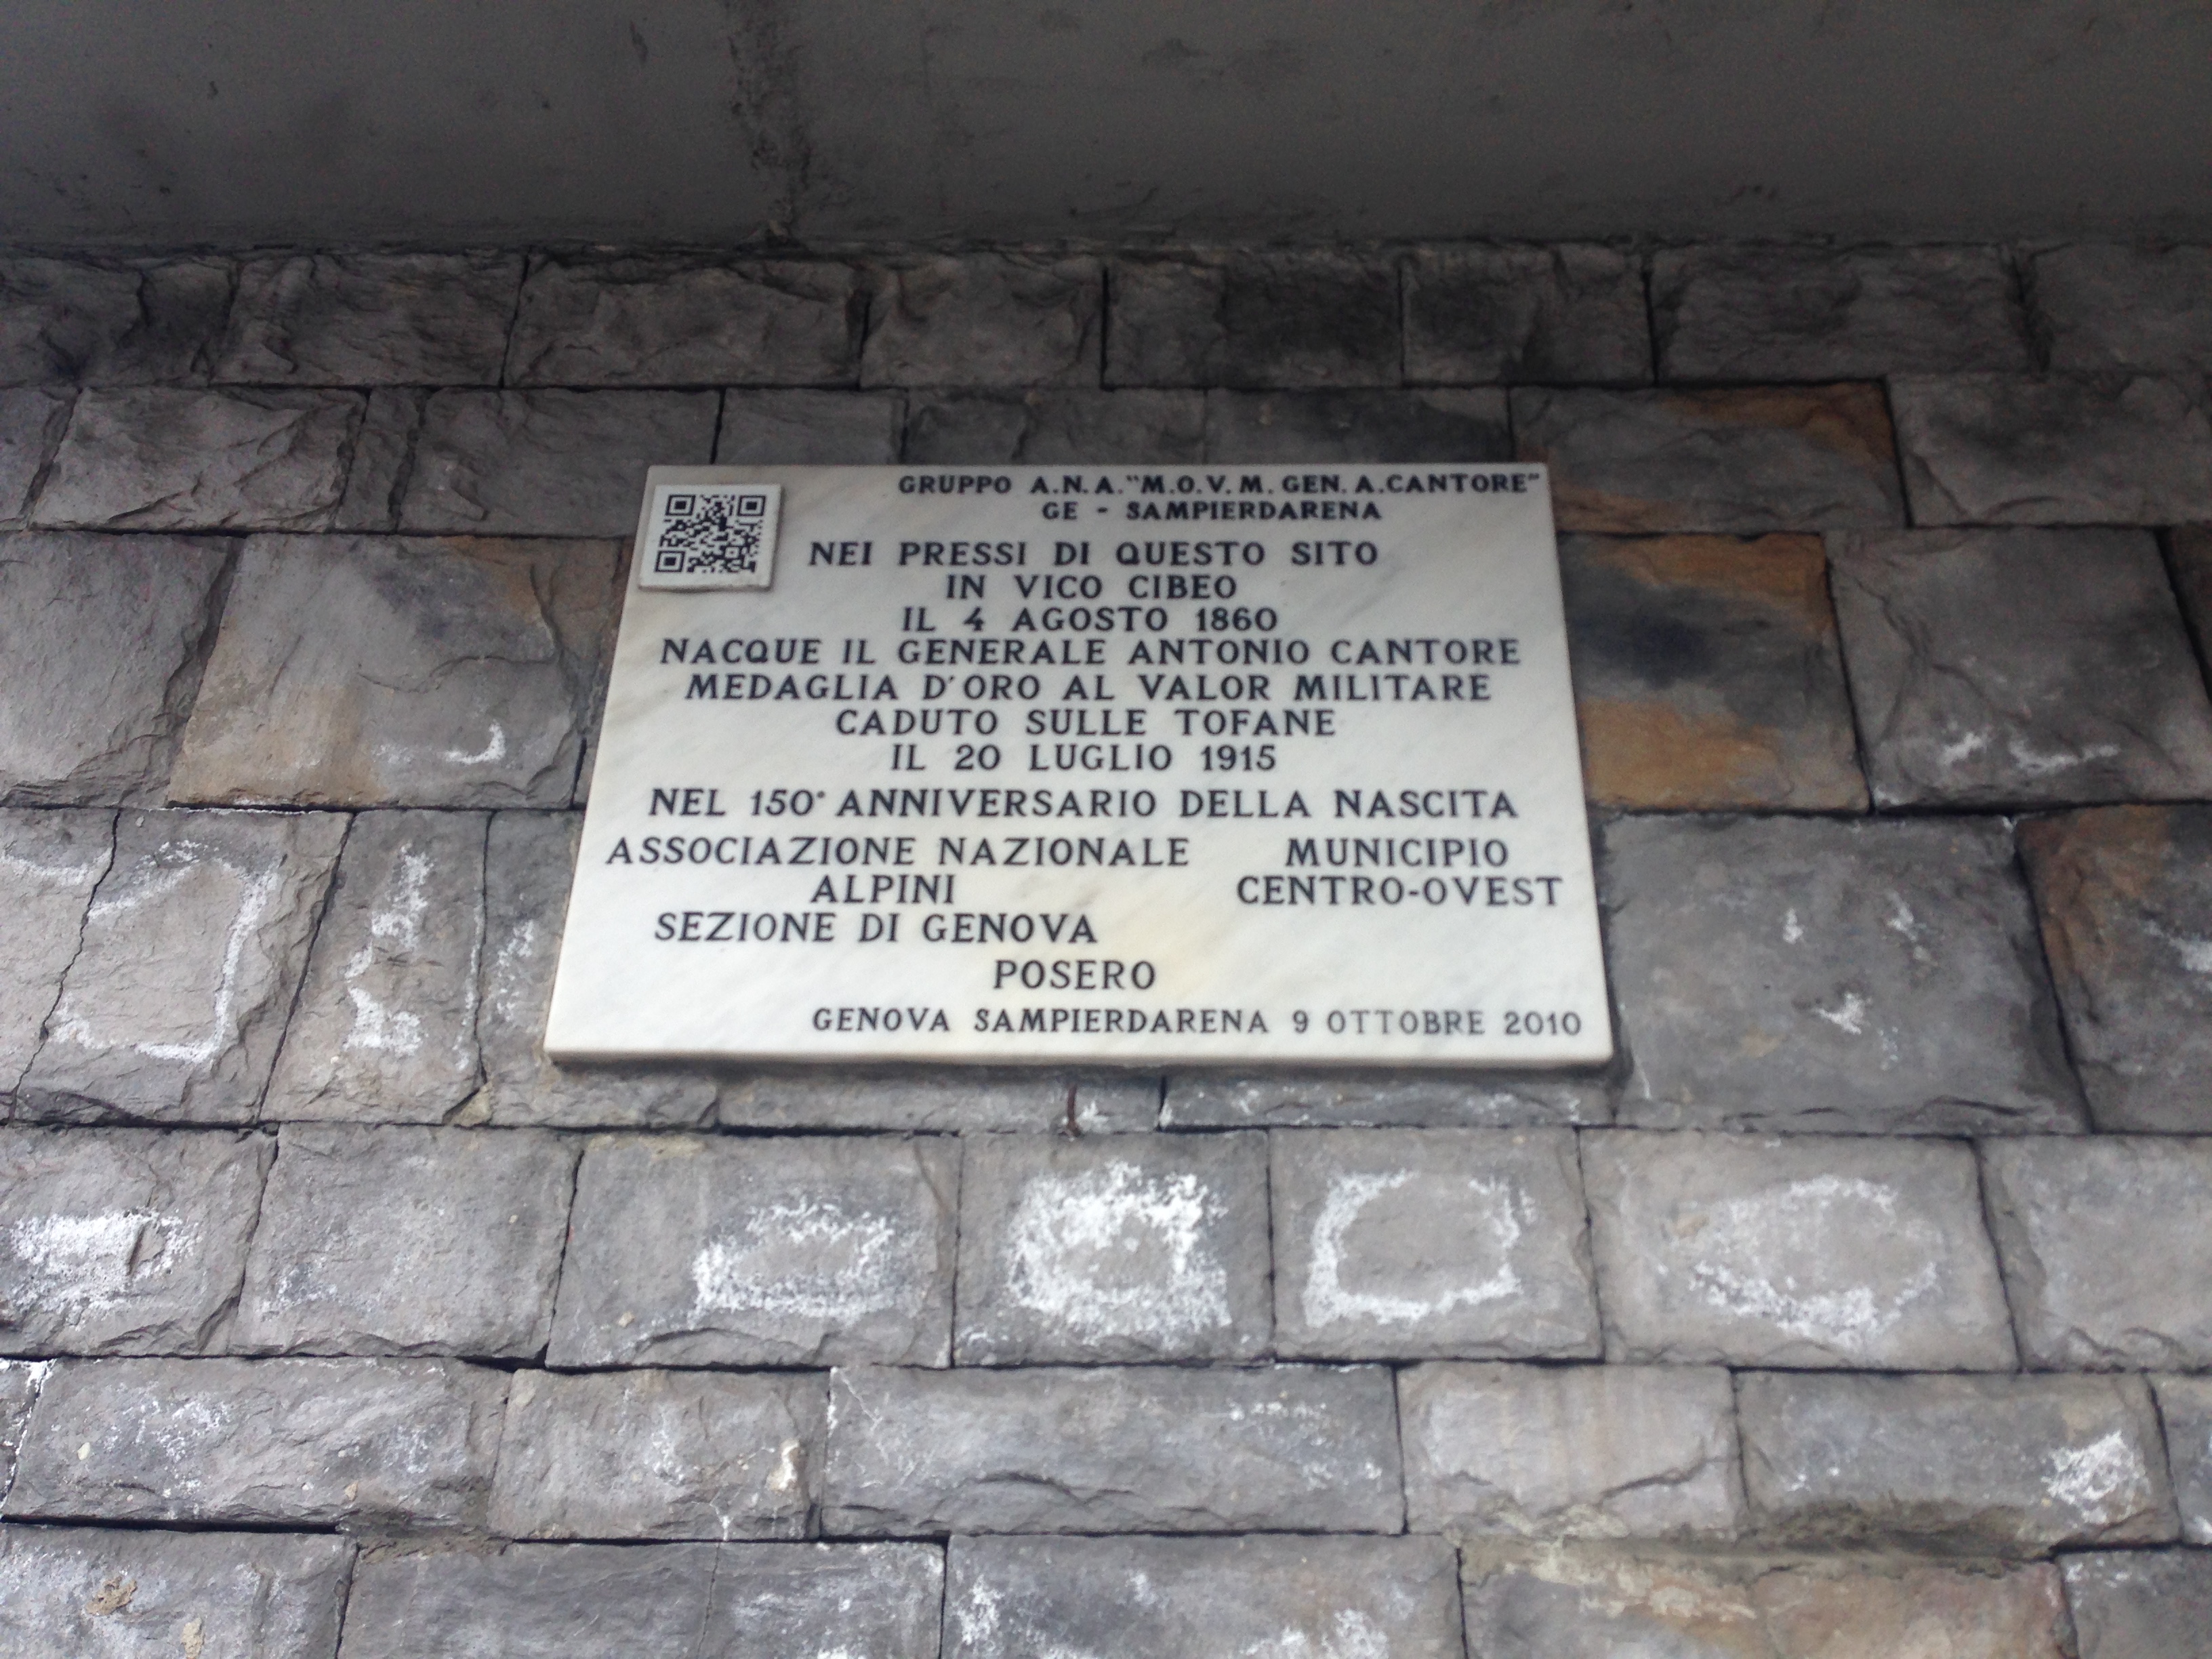 GRUPPO A.N.A. "M.O.V.M. GEN. A. CANTORE"
GE - SAMPIERDARENA
NEI PRESSI DI QUESTO SITO
IN VICO CIBEO
IL 4 AGOSTO 1860
NACQUE IL GENERALE ANTONIO CANTORE
MEDAGLIA D'ORO AL VALOR MILITARE
CADUTO SULLE TOFANE
IL 20 LUGLIO 1915
NEL 150° ANNIVERSARIO DELLA NASCITA
ASSOCIAZIONE NAZIONALE
ALPINI
SEZIONE DI GENOVA
MUNICIPIO
CENTRO-OVEST
POSERO
GENOVA SAMPIERDARENA 9 OTTOBRE 2010